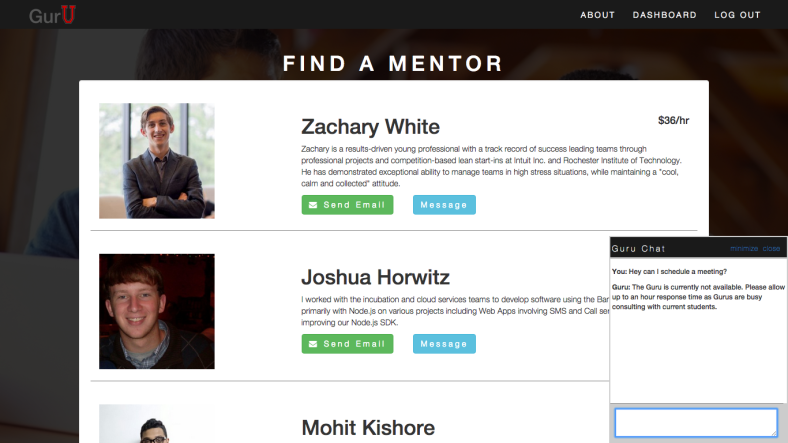 GurU
ABOUT DASHBOARD LOG OUT
FIND A MENTOR
Zachary White
$36/hr
Zachary is a results-driven young professional with a track record of success leading teams through
professional projects and competition-based lean start-ins at Intuit Inc. and Rochester Institute of Technology.
He has demonstrated exceptional ability to manage teams in high stress situations, while maintaining a "cool,
calm and collected" attitude.
Send Email Message
Joshua Horwitz
I worked with the incubation and cloud services teams to develop software using the
primarily with Node.js on various projects including Web Apps involving SMS and Call
improving our Node.js SDK.
Send Email Message
Mohit Kishore
Guru Chat minimize close
You: Hey can I schedule a meeting?
Guru: The Guru is currently not available. Please allow
up to an hour response time as Gurus are busy
consulting with current students.